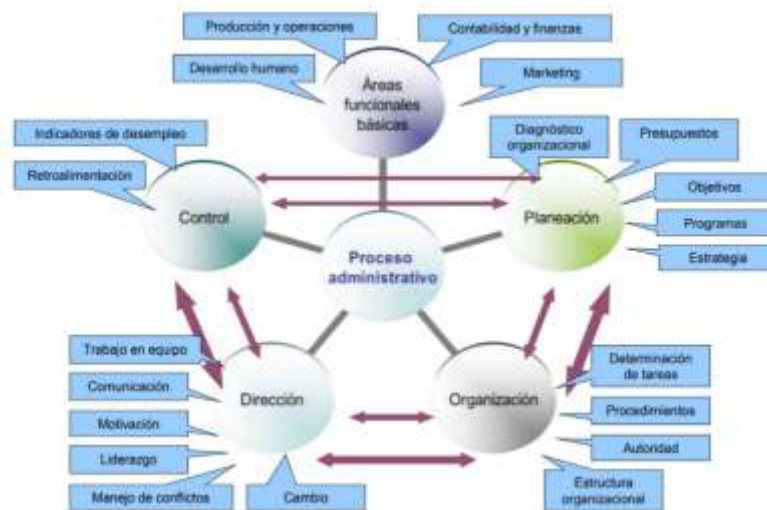 Producción y operaciones
Contabilidad y finanzas
Desarrollo humano
Marketing
Áreas
funcionales
básicas
Indicadores de desempleo
Retroalimentación
Diagnóstico
organizacional
Presupuestos
Objetivos
Programas
Estrategia
Control
Planeación
Proceso
administrativo
Trabajo en equipo
Comunicación
Motivación
Liderazgo
Manejo de conflictos
Cambio
Dirección
Organización
Determinación
de tareas
Procedimientos
Autoridad
Estructura
organizacional